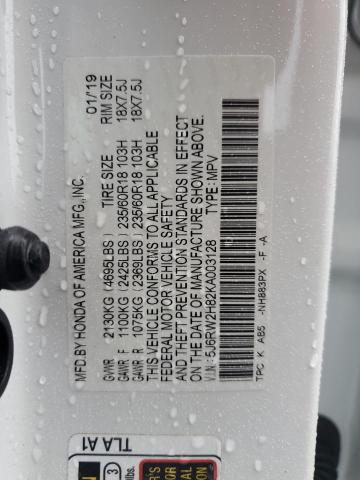 MFD.BY HONDA OF AMERICA MFG.,INC. 01/'19
TIRE SIZE RIM SIZE
GVWR 2130KG (4695LBS)
GAWR F 1100KG (2425LBS) 235/60R18 103H 18X7.5J
GAWR R 1075KG (2369LBS) 235/60R18 103H 18X7.5J
THIS VEHICLE CONFORMS TO ALL APPLICABLE
FEDERAL MOTOR VEHICLE SAFETY
AND THEFT PREVENTION STANDARDS IN EFFECT
ON THE DATE OF MANUFACTURE SHOWN ABOVE.
V.I.N.: 5J6RW2H82KA003128 TYPE: MPV
TPC K AB5 -NH883PX -F -A
TLA A1
3
lbs.